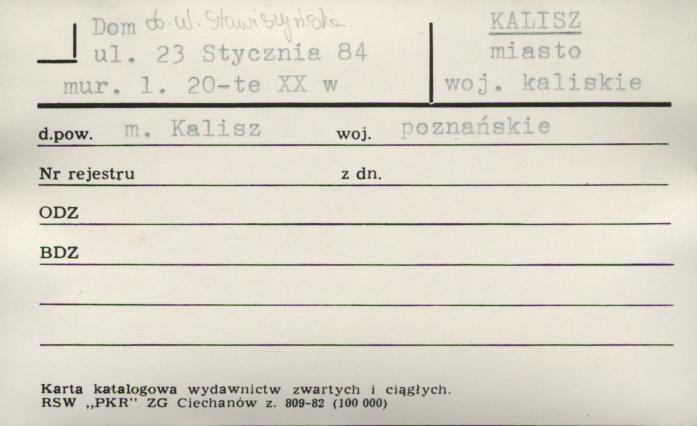 Dom ob. W. Stawiszyńska
ul. 23 Stycznia 84
mur. l. 20-te XX w
KALISZ
miasto
woj. kaliskie
d.pow. m. Kalisz woj. poznańskie
Nr rejestru z dn.
ODZ
BDZ
Karta katalogowa wydawnictw zwartych i ciągłych.
RSW „PKR" ZG Ciechanów z. 809-82 (100 000)